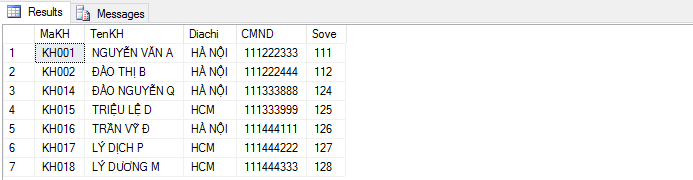 Results Messages
MaKH TenKH Diachi CMND Sove
1 KH001 NGUYỄN VĂN A HÀ NỘI 111222333 111
2 KH002 ĐÀO THỊ B HÀ NỘI 111222444 112
3 KH014 ĐÀO NGUYỄN Q HÀ NỘI 111333888 124
4 KH015 TRIỆU LỆ D HCM 111333999 125
5 KH016 TRẦN VỸ Đ HÀ NỘI 111444111 126
6 KH017 LÝ DỊCH P HCM 111444222 127
7 KH018 LÝ DƯƠNG M HCM 111444333 128